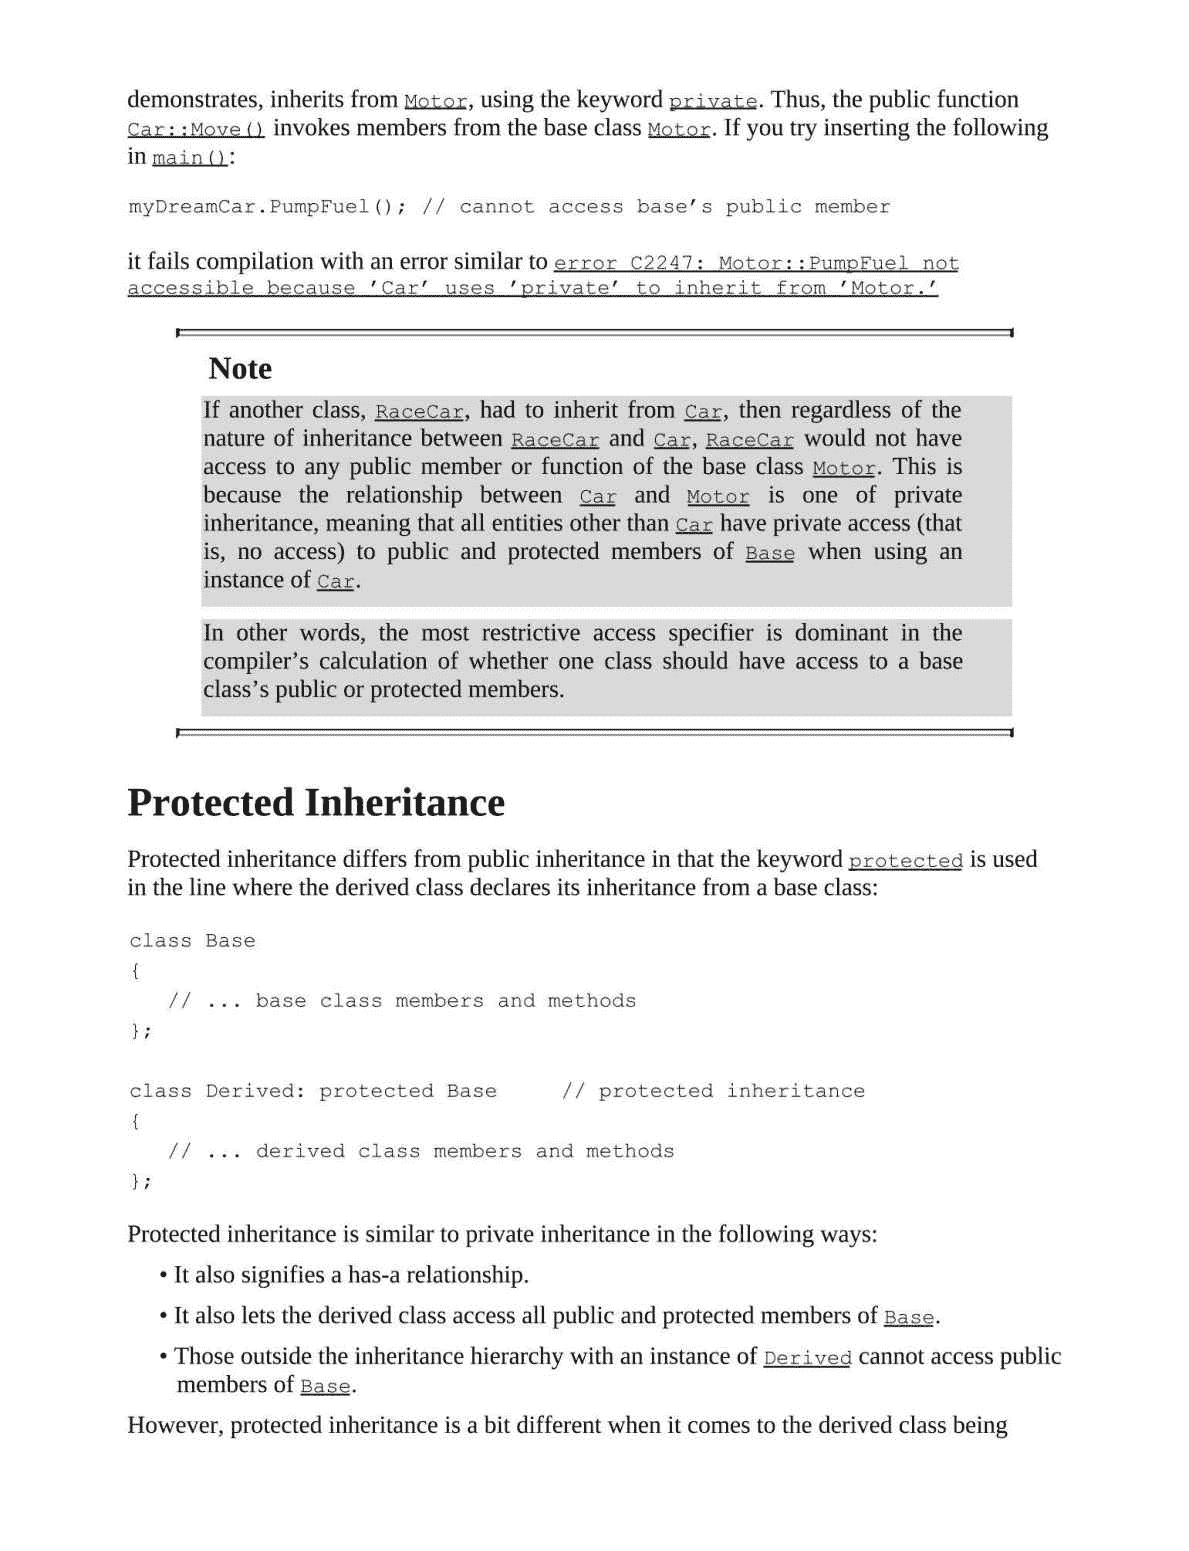 demonstrates, inherits from Motor, using the keyword private. Thus, the public function
Car::Move() invokes members from the base class Motor. If you try inserting the following
in main():
myDreamCar.PumpFuel(); // cannot access base’s public member
it fails compilation with an error similar to error C2247: Motor::PumpFuel not
accessible because ’Car’ uses ’private’ to inherit from ’Motor.’
Note
If another class, RaceCar, had to inherit from Car, then regardless of the
nature of inheritance between RaceCar and Car, RaceCar would not have
access to any public member or function of the base class Motor. This is
because the relationship between Car and Motor is one of private
inheritance, meaning that all entities other than Car have private access (that
is, no access) to public and protected members of Base when using an
instance of Car.
In other words, the most restrictive access specifier is dominant in the
compiler’s calculation of whether one class should have access to a base
class’s public or protected members.
Protected Inheritance
Protected inheritance differs from public inheritance in that the keyword protected is used
in the line where the derived class declares its inheritance from a base class:
class Base
{
   // ... base class members and methods
};
class Derived: protected Base     // protected inheritance
{
   // ... derived class members and methods
};
Protected inheritance is similar to private inheritance in the following ways:
• It also signifies a has-a relationship.
• It also lets the derived class access all public and protected members of Base.
• Those outside the inheritance hierarchy with an instance of Derived cannot access public
members of Base.
However, protected inheritance is a bit different when it comes to the derived class being